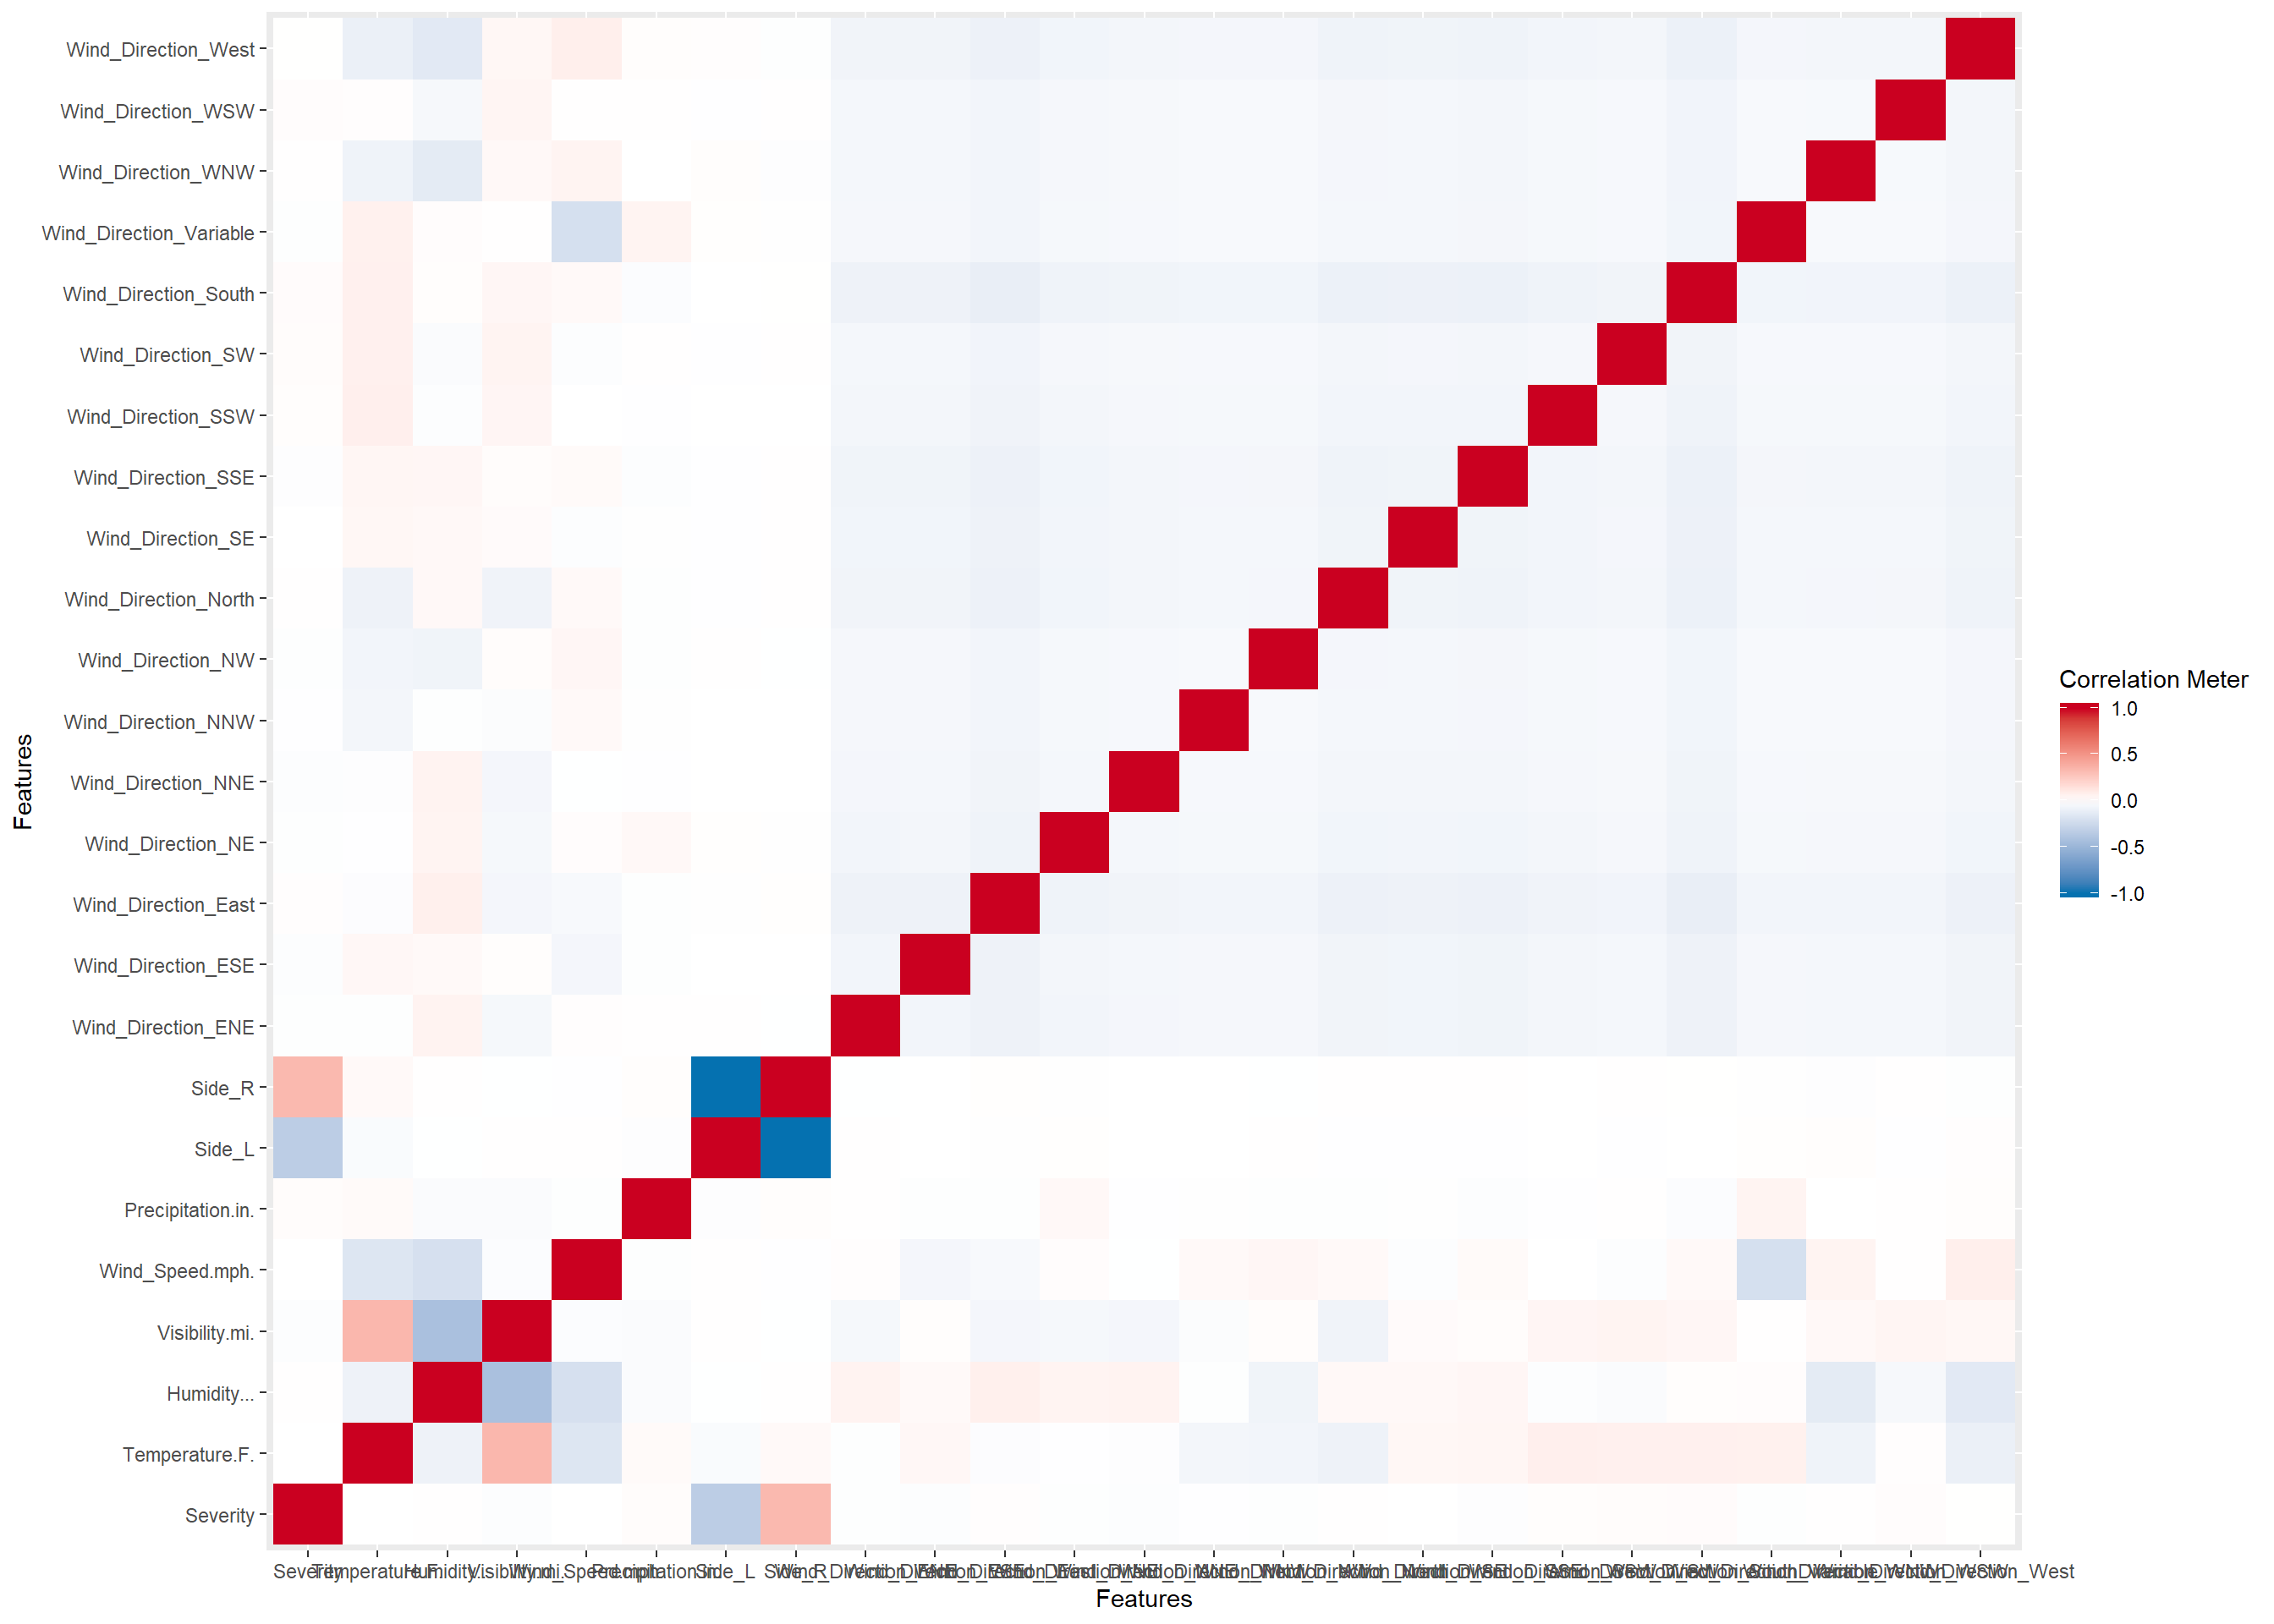 Wind_Direction_West
Wind_Direction_WSW
Wind_Direction_WNW
Wind_Direction_Variable
Wind_Direction_South
Wind_Direction_SW
Wind_Direction_SSW
Wind_Direction_SSE
Wind_Direction_SE
Wind_Direction_North
Wind_Direction_NW
Wind_Direction_NNW
Wind_Direction_NNE
Wind_Direction_NE
Wind_Direction_East
Wind_Direction_ESE
Wind_Direction_ENE
Side_R
Side_L
Precipitation.in.
Wind_Speed.mph.
Visibility.mi.
Humidity...
Temperature.F.
Severity
Features
Correlation Meter
1.0
0.5
0.0
-0.5
-1.0
Severity Side_L
Features